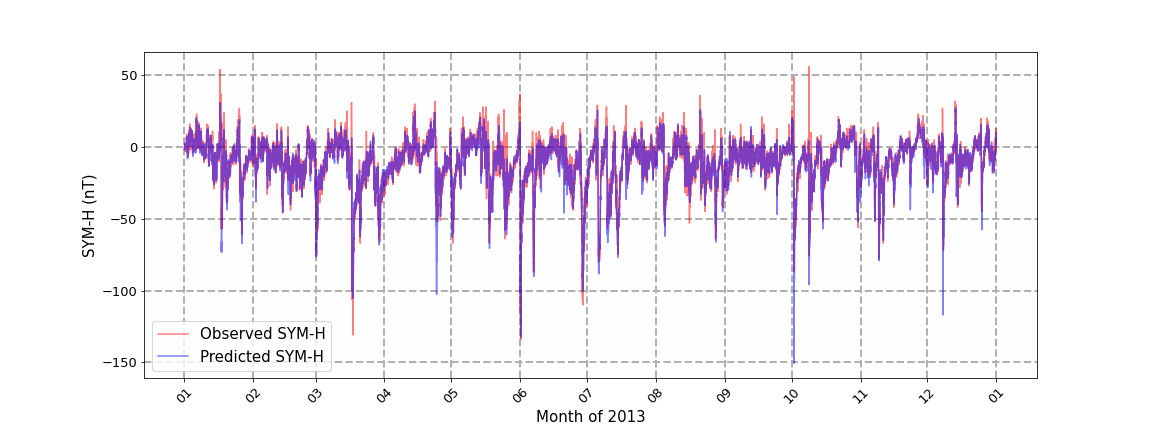 50
0
−50
−100
−150
SYM-H (nT)
Observed SYM-H
Predicted SYM-H
01 02 03 04 05 06 07 08 09 10 11 12 01
Month of 2013